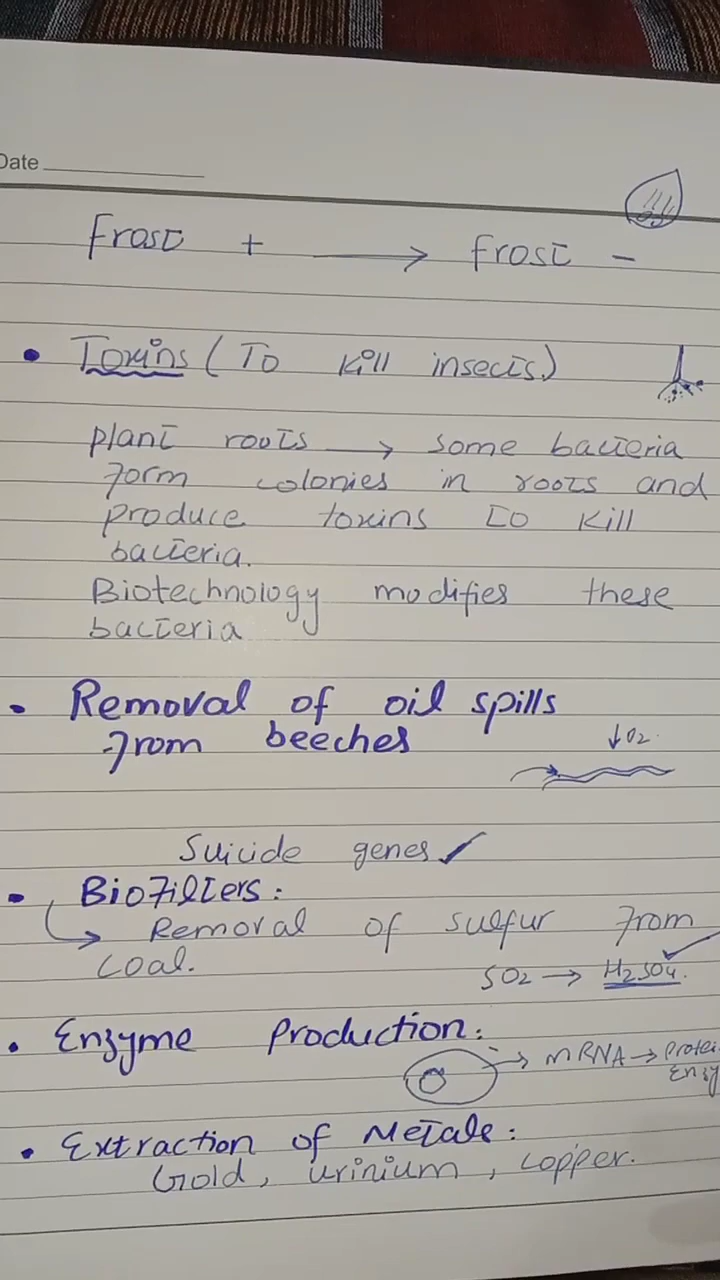 Date
Frost + → frost -
• Toxins (To kill insects)
plant roots → some bacteria
form colonies in roots and
produce toxins to kill
bacteria.
Biotechnology modifies these
bacteria
• Removal of oil spills
from beeches
↓O2.
Suicide genes ✓
• BioFilters:
→ Removal of sulfur from
coal.
SO2 → H2SO4.
• Enzyme Production:
→ mRNA → Protei
Enzy
• Extraction of Metals:
Gold, urinium, copper.